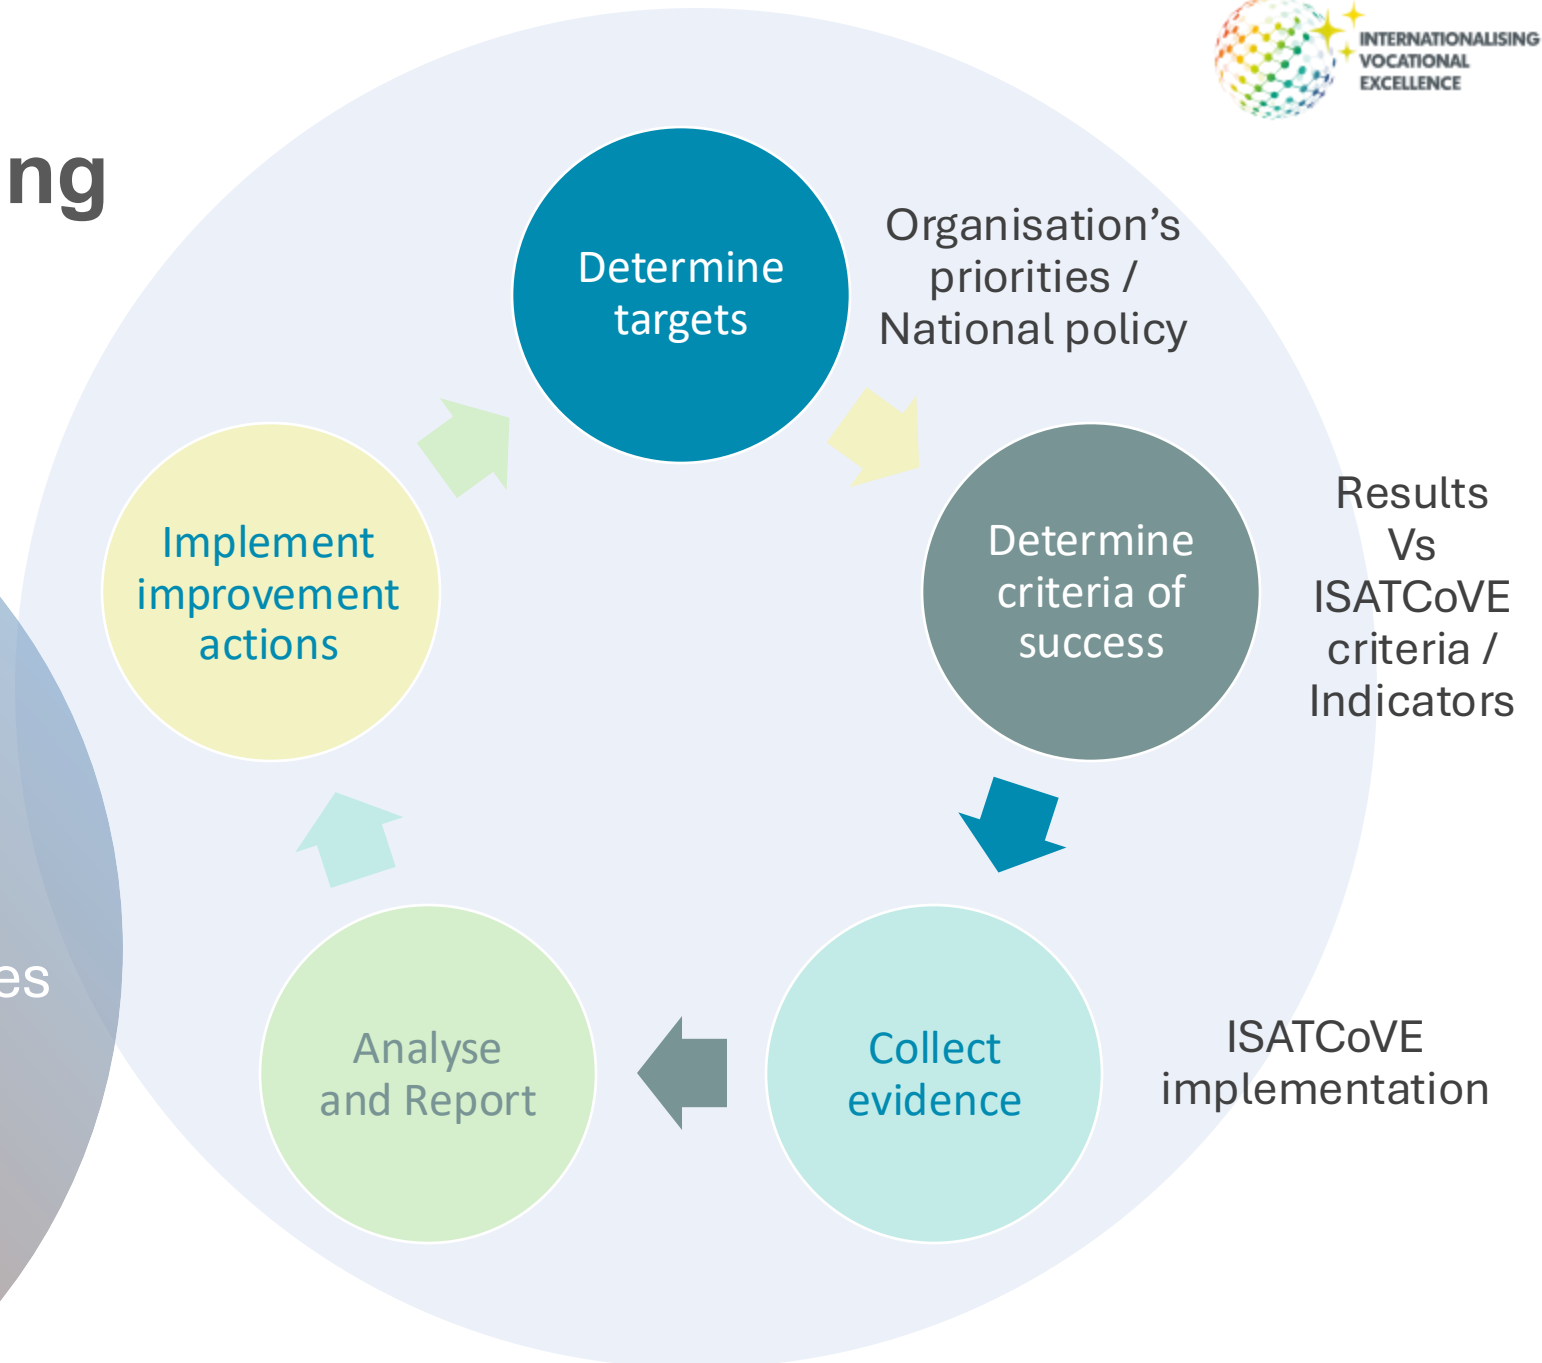 INTERNATIONALISING
VOCATIONAL
EXCELLENCE
ng
Determine
targets
Organisation's
priorities /
National policy
Determine
criteria of
success
Results
Vs
ISATCoVE
criteria /
Indicators
Collect
evidence
ISATCoVE
implementation
Analyse
and Report
Implement
improvement
actions
es